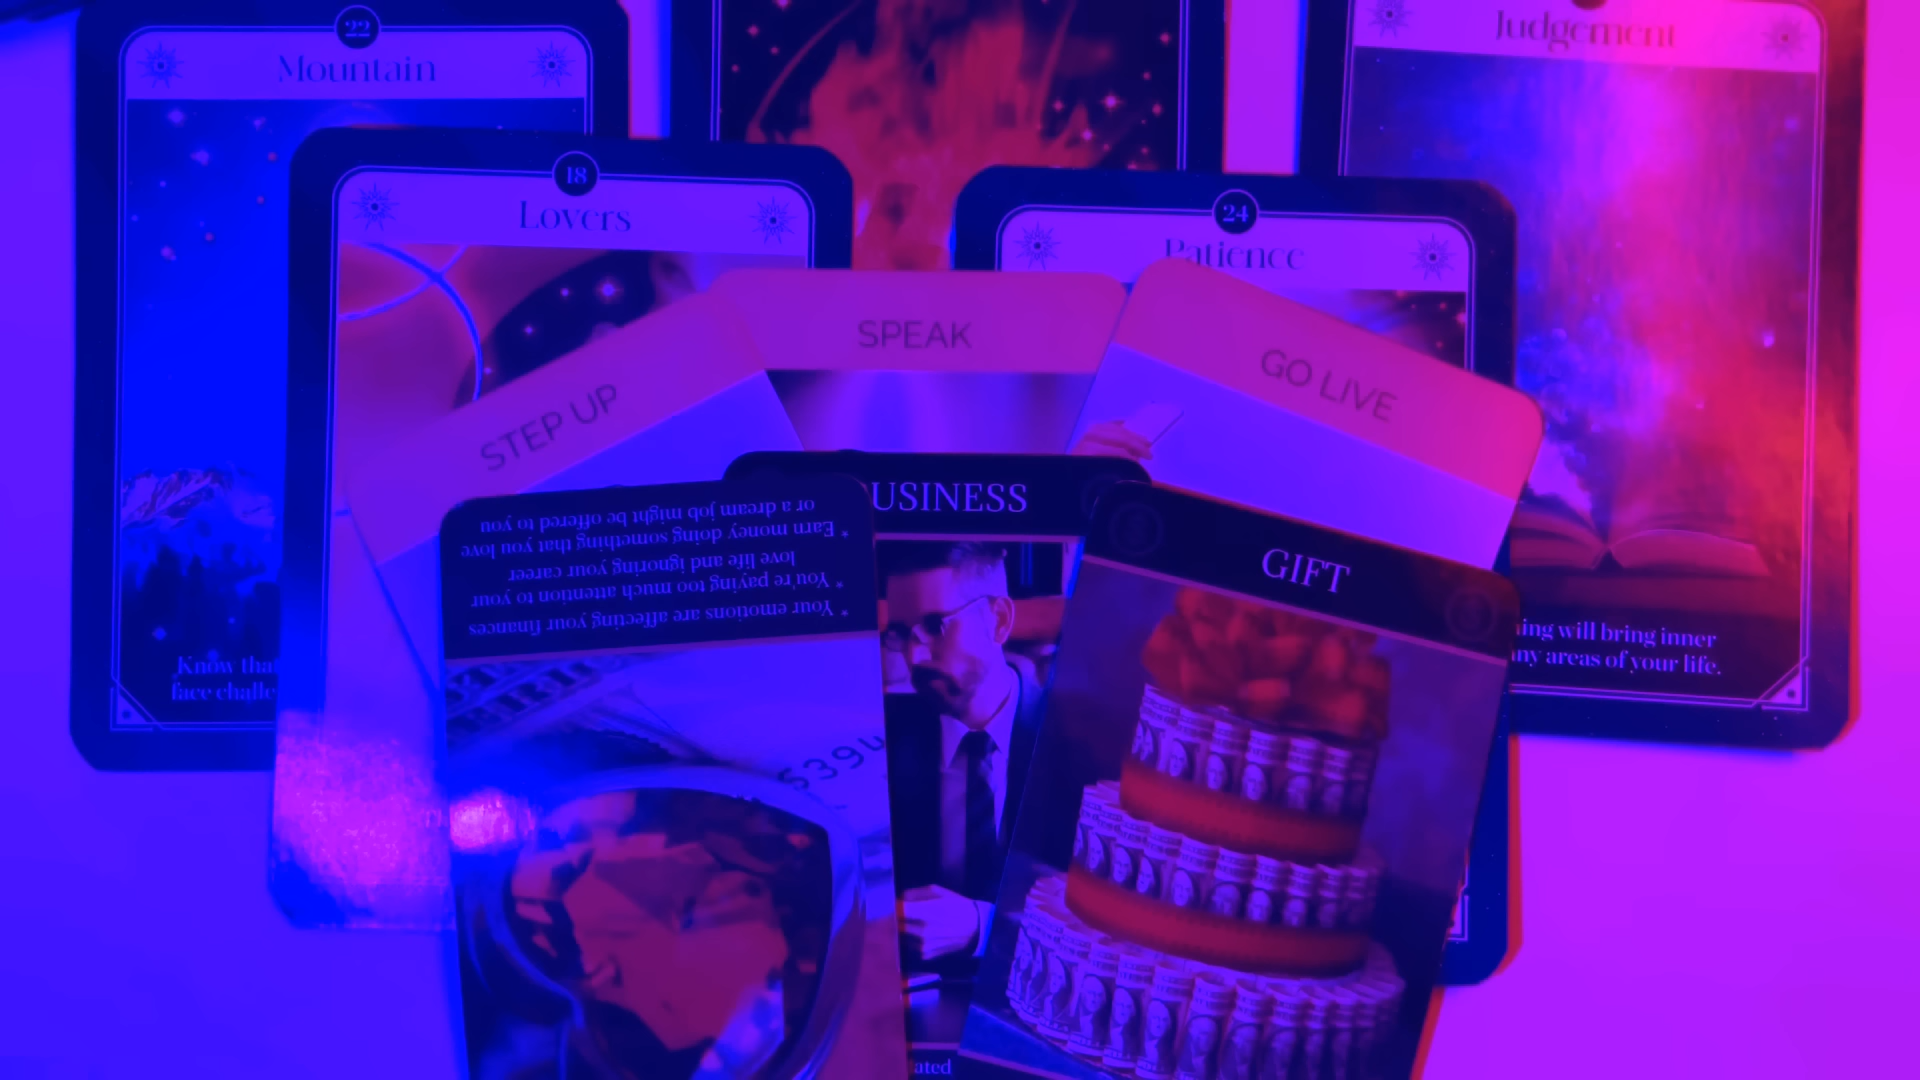 22
Mountain
Judgement
18
Lovers
24
Patience
SPEAK
GO LIVE
STEP UP
USINESS
GIFT
* Your emotions are affecting your finances
* You're paying too much attention to your
love life and ignoring your career
* Earn money doing something that you love
or a dream job might be offered to you
ing will bring inner
ny areas of your life.
Know that
face challe
539
ated